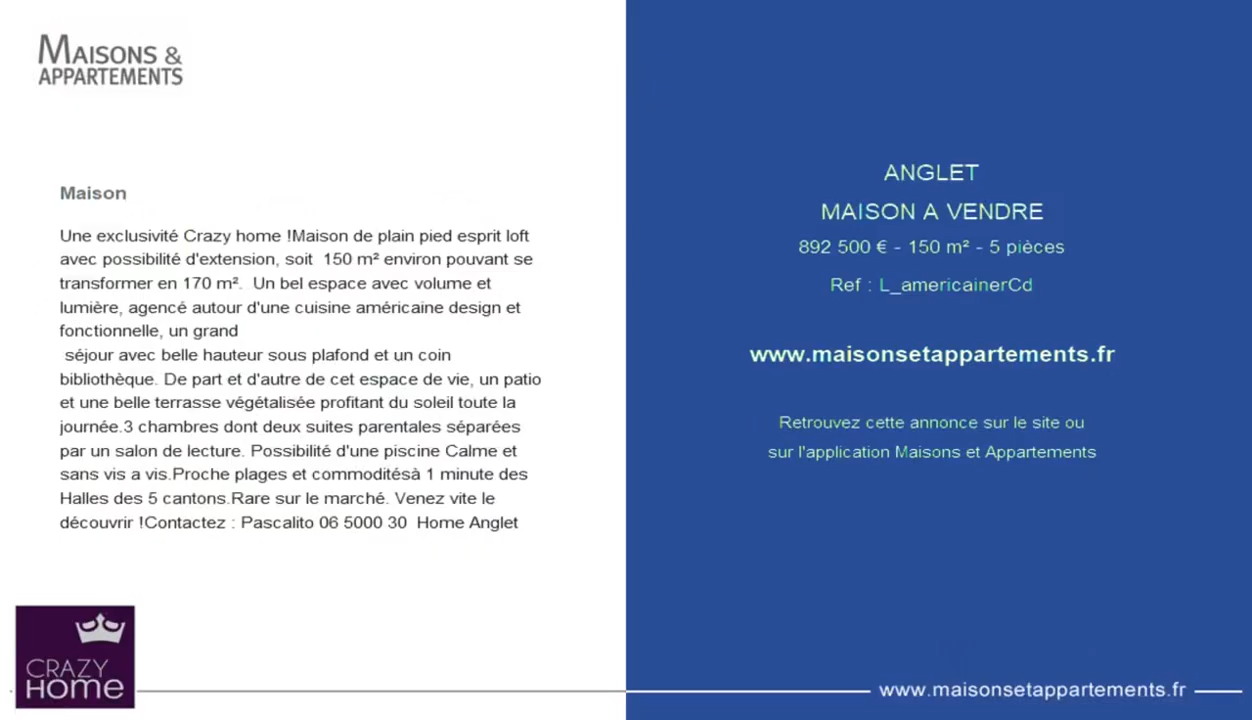 MAISONS &
APPARTEMENTS
Maison
Une exclusivité Crazy home !Maison de plain pied esprit loft
avec possibilité d'extension, soit  150 m² environ pouvant se
transformer en 170 m².  Un bel espace avec volume et
lumière, agencé autour d'une cuisine américaine design et
fonctionnelle, un grand
séjour avec belle hauteur sous plafond et un coin
bibliothèque. De part et d'autre de cet espace de vie, un patio
et une belle terrasse végétalisée profitant du soleil toute la
journée.3 chambres dont deux suites parentales séparées
par un salon de lecture. Possibilité d'une piscine Calme et
sans vis a vis.Proche plages et commoditésà 1 minute des
Halles des 5 cantons.Rare sur le marché. Venez vite le
découvrir !Contactez : Pascalito 06 5000 30  Home Anglet
CRAZY
HOME
ANGLET
MAISON A VENDRE
892 500 € - 150 m² - 5 pièces
Ref : L_americainerCd
www.maisonsetappartements.fr
Retrouvez cette annonce sur le site ou
sur l'application Maisons et Appartements
www.maisonsetappartements.fr